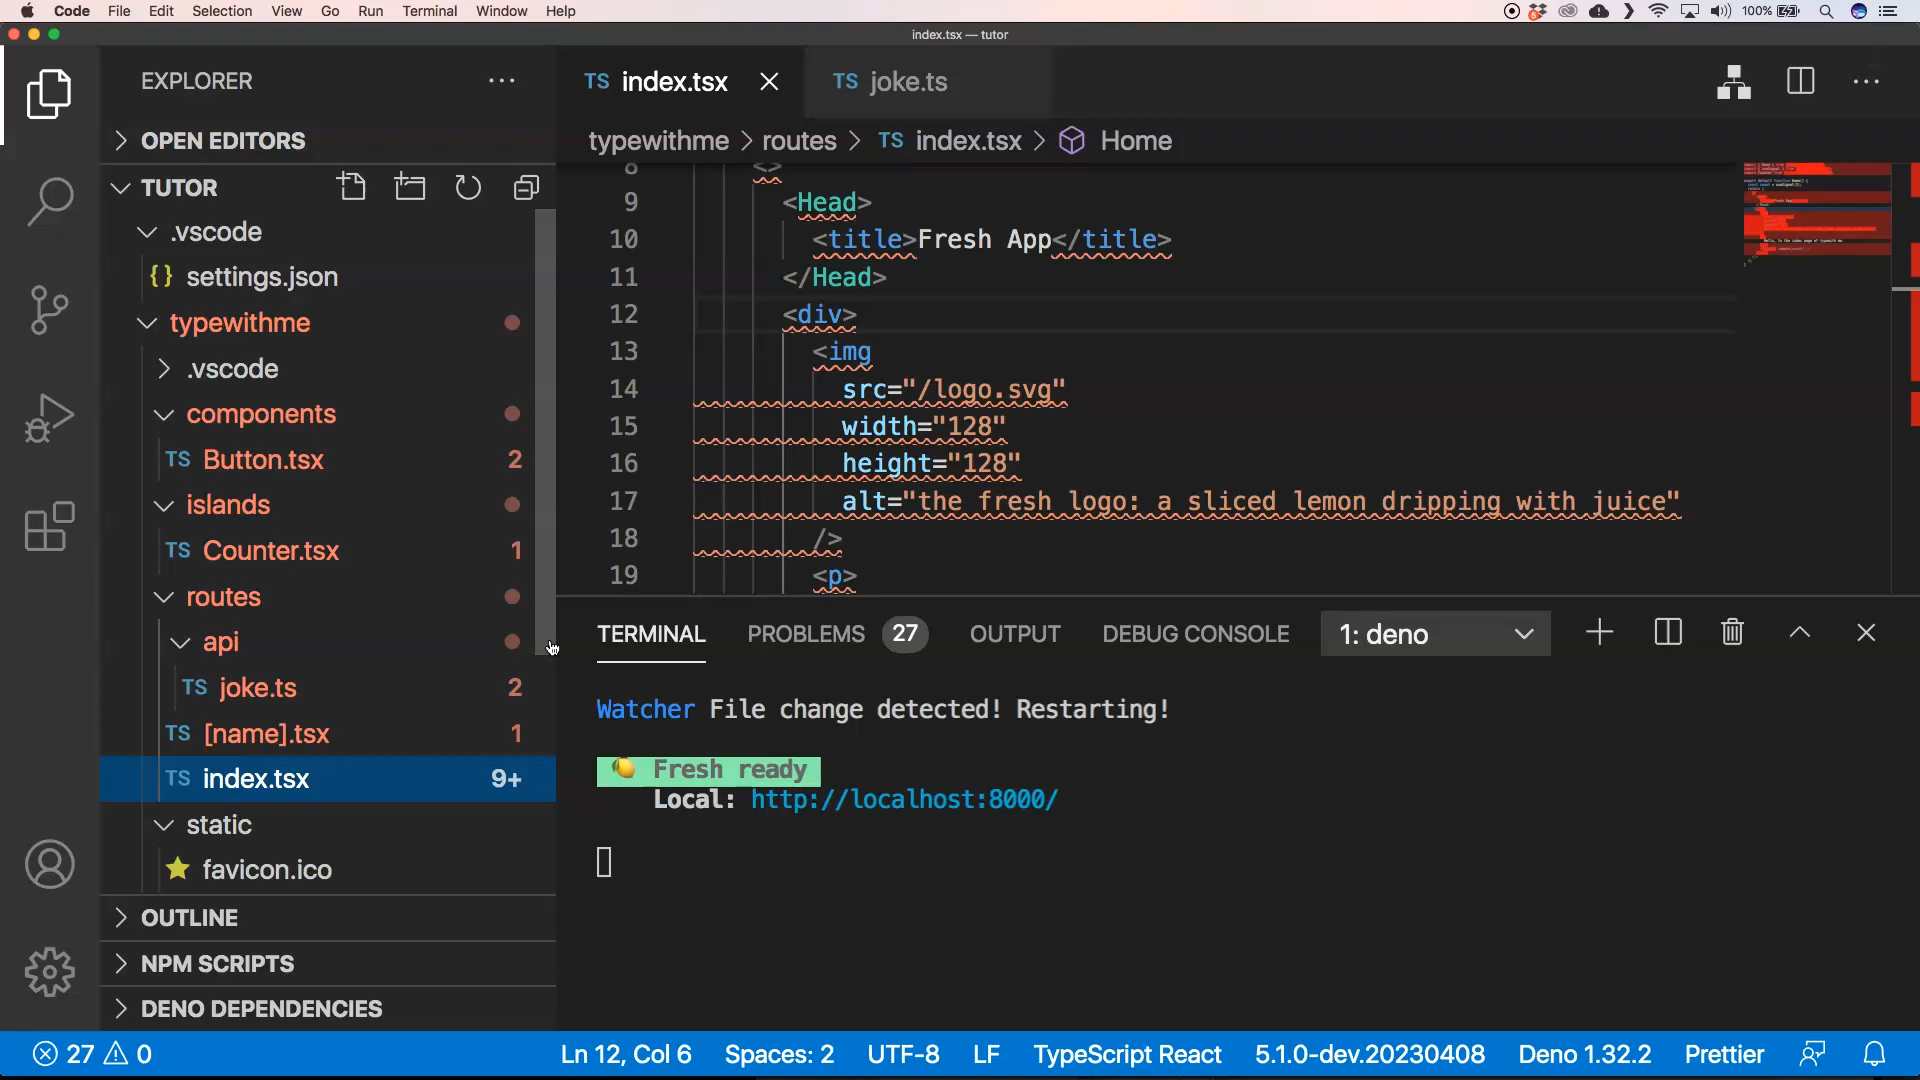 Code File Edit Selection View Go Run Terminal Window Help
100%
index.tsx — tutor
EXPLORER
OPEN EDITORS
TUTOR
.vscode
{} settings.json
typewithme
.vscode
components
TS Button.tsx 2
islands
TS Counter.tsx 1
routes
api
TS joke.ts 2
TS [name].tsx 1
TS index.tsx 9+
static
favicon.ico
OUTLINE
NPM SCRIPTS
DENO DEPENDENCIES
TS index.tsx
TS joke.ts
typewithme > routes > TS index.tsx > Home
8 <>
9 <Head>
10 <title>Fresh App</title>
11 </Head>
12 <div>
13 <img
14 src="/logo.svg"
15 width="128"
16 height="128"
17 alt="the fresh logo: a sliced lemon dripping with juice"
18 />
19 <p>
TERMINAL PROBLEMS 27 OUTPUT DEBUG CONSOLE 1: deno
Watcher File change detected! Restarting!
🍋 Fresh ready
Local: http://localhost:8000/
27 0 Ln 12, Col 6 Spaces: 2 UTF-8 LF TypeScript React 5.1.0-dev.20230408 Deno 1.32.2 Prettier